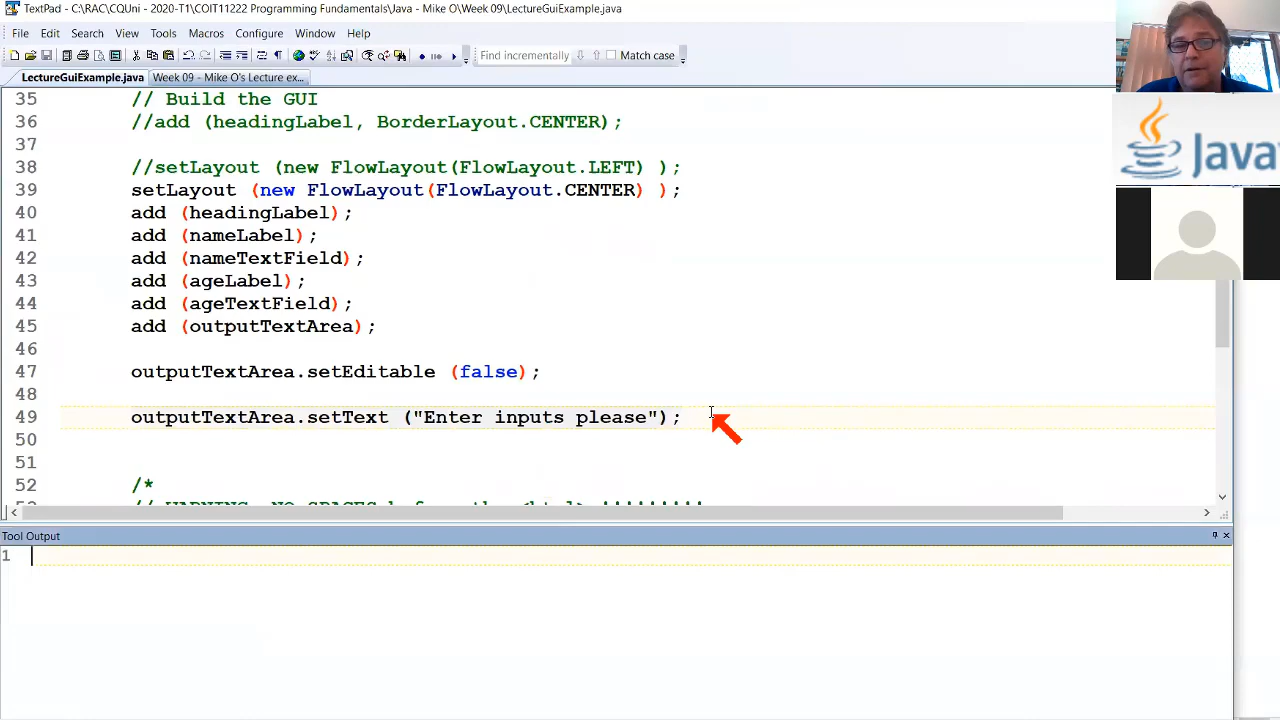 TextPad - C:\RAC\CQUni - 2020-T1\COIT11222 Programming Fundamentals\Java - Mike O\Week 09\LectureGuiExample.java
File Edit Search View Tools Macros Configure Window Help
Find incrementally Match case
LectureGuiExample.java Week 09 - Mike O's Lecture ex...
35 // Build the GUI
36 //add (headingLabel, BorderLayout.CENTER);
37
38 //setLayout (new FlowLayout(FlowLayout.LEFT) );
39 setLayout (new FlowLayout(FlowLayout.CENTER) );
40 add (headingLabel);
41 add (nameLabel);
42 add (nameTextField);
43 add (ageLabel);
44 add (ageTextField);
45 add (outputTextArea);
46
47 outputTextArea.setEditable (false);
48
49 outputTextArea.setText ("Enter inputs please");
50
51
52 /*
Java
Tool Output
1